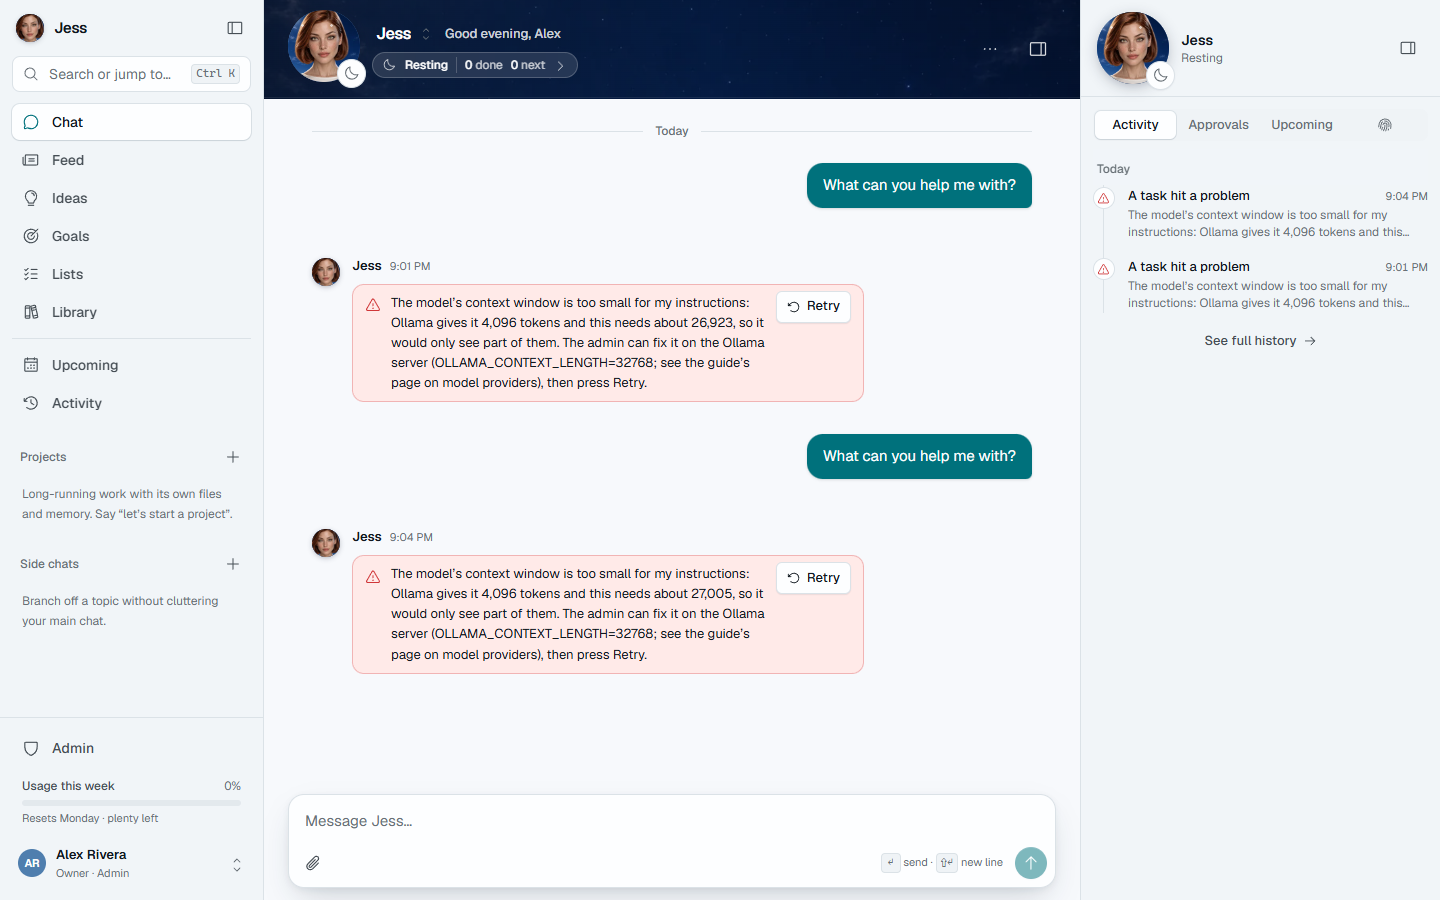 Jess
Search or jump to...
Ctrl K
Chat
Feed
Ideas
Goals
Lists
Library
Upcoming
Activity
Projects
Long-running work with its own files
and memory. Say “let’s start a project”.
Side chats
Branch off a topic without cluttering
your main chat.
Admin
Usage this week 0%
Resets Monday · plenty left
AR
Alex Rivera
Owner · Admin
Jess Good evening, Alex
Resting 0 done 0 next
Today
What can you help me with?
Jess 9:01 PM
The model’s context window is too small for my instructions:
Ollama gives it 4,096 tokens and this needs about 26,923, so it
would only see part of them. The admin can fix it on the Ollama
server (OLLAMA_CONTEXT_LENGTH=32768; see the guide’s
page on model providers), then press Retry.
Retry
What can you help me with?
Jess 9:04 PM
The model’s context window is too small for my instructions:
Ollama gives it 4,096 tokens and this needs about 27,005, so it
would only see part of them. The admin can fix it on the Ollama
server (OLLAMA_CONTEXT_LENGTH=32768; see the guide’s
page on model providers), then press Retry.
Retry
Message Jess...
send · new line
Jess
Resting
Activity Approvals Upcoming
Today
A task hit a problem 9:04 PM
The model’s context window is too small for my
instructions: Ollama gives it 4,096 tokens and this...
A task hit a problem 9:01 PM
The model’s context window is too small for my
instructions: Ollama gives it 4,096 tokens and this...
See full history →